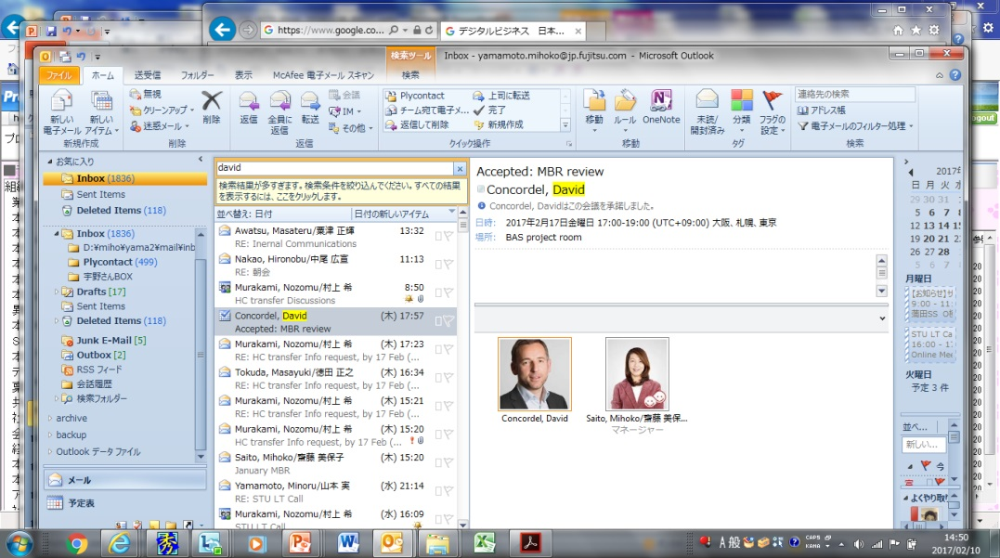 https://www.google.co...
デジタルビジネス 日本...
検索ツール
Inbox - yamamoto.mihoko@jp.fujitsu.com - Microsoft Outlook
ファイル
ホーム
送受信
フォルダー
表示
McAfee 電子メール スキャン
検索
新しい
電子メール
新しい
アイテム
新規作成
無視
クリーンアップ
迷惑メール
削除
削除
返信
全員に
返信
転送
会議
IM
その他
返信
Plycontact
チーム宛て電子メ...
返信して削除
上司に転送
完了
新規作成
クイック操作
移動
ルール
OneNote
移動
未読/
開封済み
分類
フラグの
設定
タグ
連絡先の検索
アドレス帳
電子メールのフィルター処理
検索
お気に入り
Inbox (1836)
Sent Items
Deleted Items (118)
Inbox (1836)
D:¥miho¥yama2¥mail¥inb
Plycontact (499)
宇野さんBOX
Drafts [17]
Sent Items
Deleted Items (118)
Junk E-Mail [5]
Outbox [2]
RSS フィード
会話履歴
検索フォルダー
archive
backup
Outlook データ ファイル
メール
予定表
david
検索結果が多すぎます。検索条件を絞り込んでください。すべての結果
を表示するには、ここをクリックします。
並べ替え: 日付
日付の新しいアイテム
Awatsu, Masateru/粟津 正輝 13:32
RE: Inernal Communications
Nakao, Hironobu/中尾 広宣 11:13
RE: 朝会
Murakami, Nozomu/村上 希 8:50
HC transfer Discussions
Concordel, David (木) 17:57
Accepted: MBR review
Murakami, Nozomu/村上 希 (木) 17:23
RE: HC transfer Info request, by 17 Feb (...
Tokuda, Masayuki/徳田 正之 (木) 16:34
RE: HC transfer Info request, by 17 Feb (...
Murakami, Nozomu/村上 希 (木) 15:21
RE: HC transfer Info request, by 17 Feb (...
Murakami, Nozomu/村上 希 (木) 15:20
HC transfer Info request, by 17 Feb (...
Saito, Mihoko/齋藤 美保子 (木) 15:20
January MBR
Yamamoto, Minoru/山本 実 (水) 21:14
RE: STU LT Call
Murakami, Nozomu/村上 希 (水) 16:09
STU LT Call
Accepted: MBR review
Concordel, David
Concordel, Davidはこの会議を承諾しました。
日時: 2017年2月17日金曜日 17:00-19:00 (UTC+09:00) 大阪、札幌、東京
場所: BAS project room
Concordel, David
Saito, Mihoko/齋藤 美保...
マネージャー
2017年
日 月 火
29 30 31
5 6 7
12 13 14
19 20 21
26 27 28
5 6 7
月曜日
9:00 - 11:
STU LT Ca
16:00 - 17
Online Mee
火曜日
予定 3 件
並べ...
新しい...
今
よくやり取り
A 般
CAPS
KANA
14:50
2017/02/10